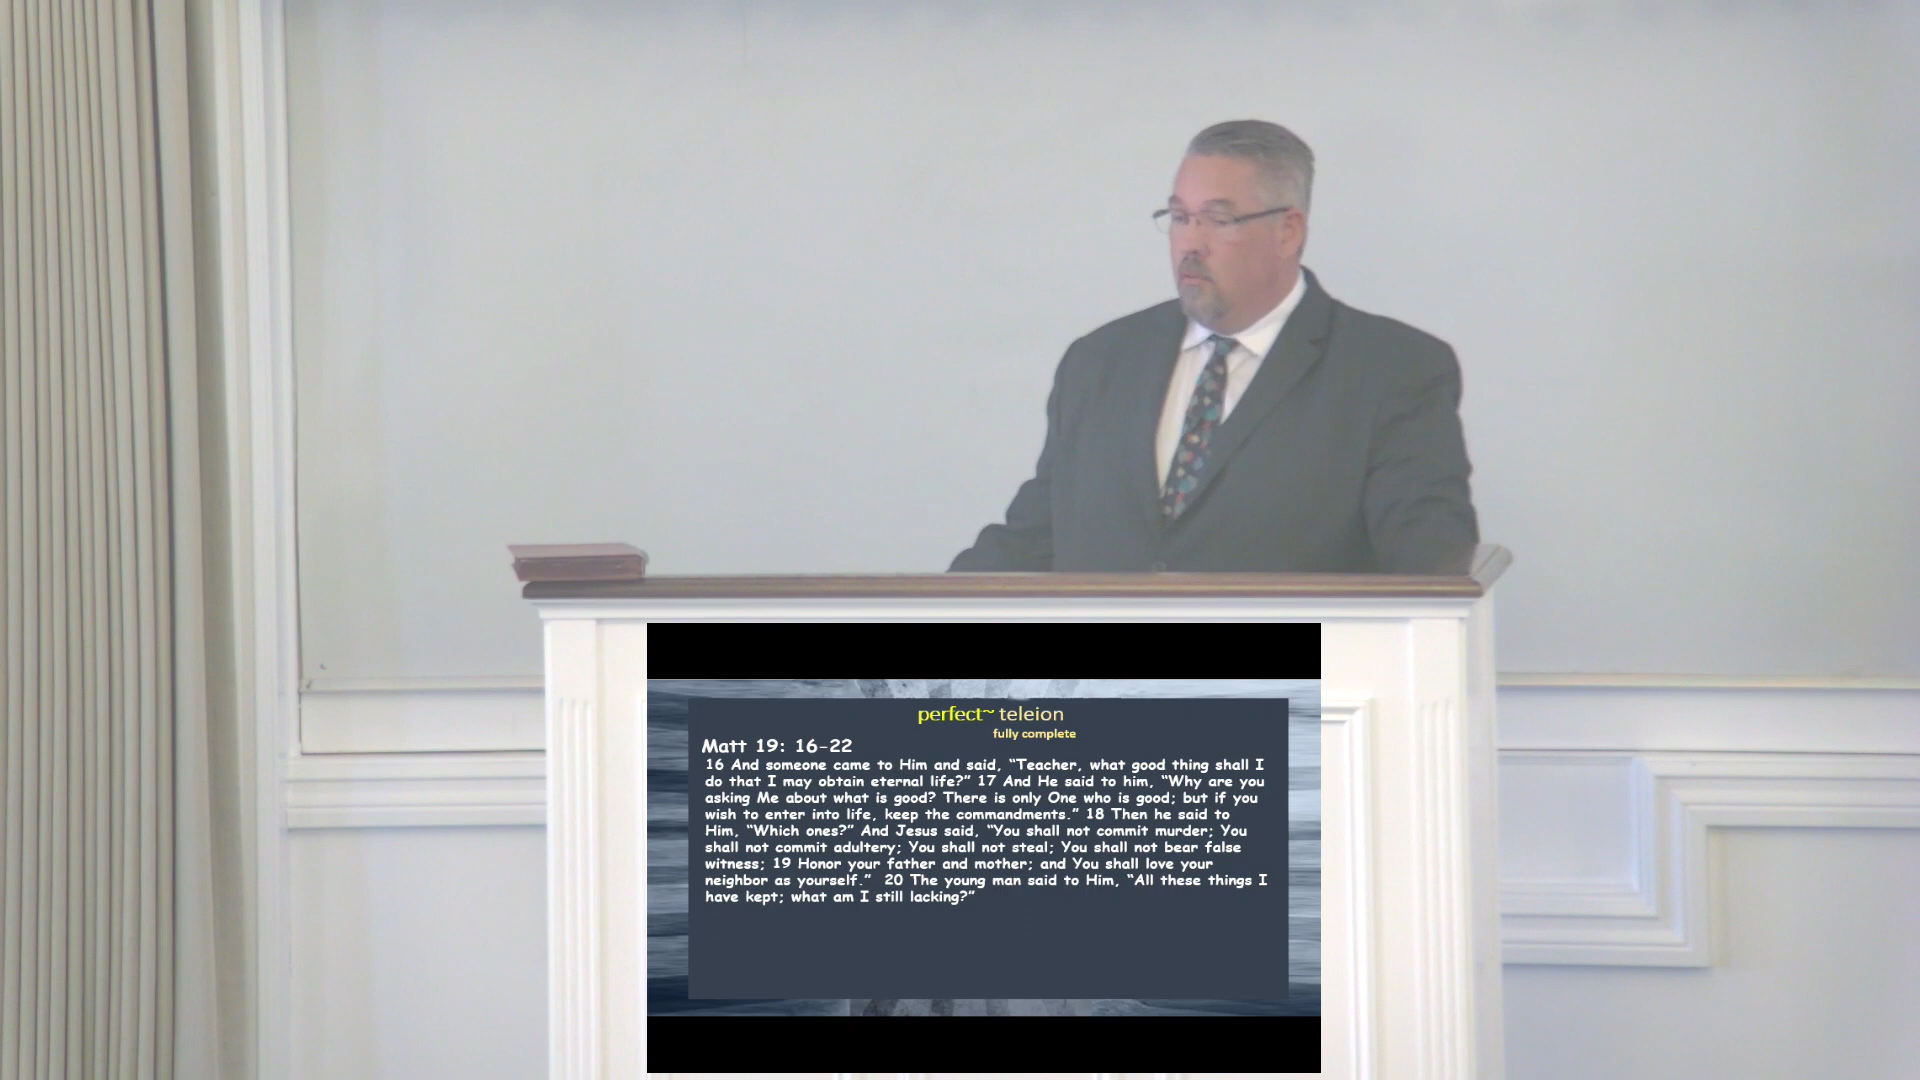 perfect~ teleion
fully complete
Matt 19: 16-22
16 And someone came to Him and said, “Teacher, what good thing shall I
do that I may obtain eternal life?” 17 And He said to him, “Why are you
asking Me about what is good? There is only One who is good; but if you
wish to enter into life, keep the commandments.” 18 Then he said to
Him, “Which ones?” And Jesus said, “You shall not commit murder; You
shall not commit adultery; You shall not steal; You shall not bear false
witness; 19 Honor your father and mother; and You shall love your
neighbor as yourself.”  20 The young man said to Him, “All these things I
have kept; what am I still lacking?”